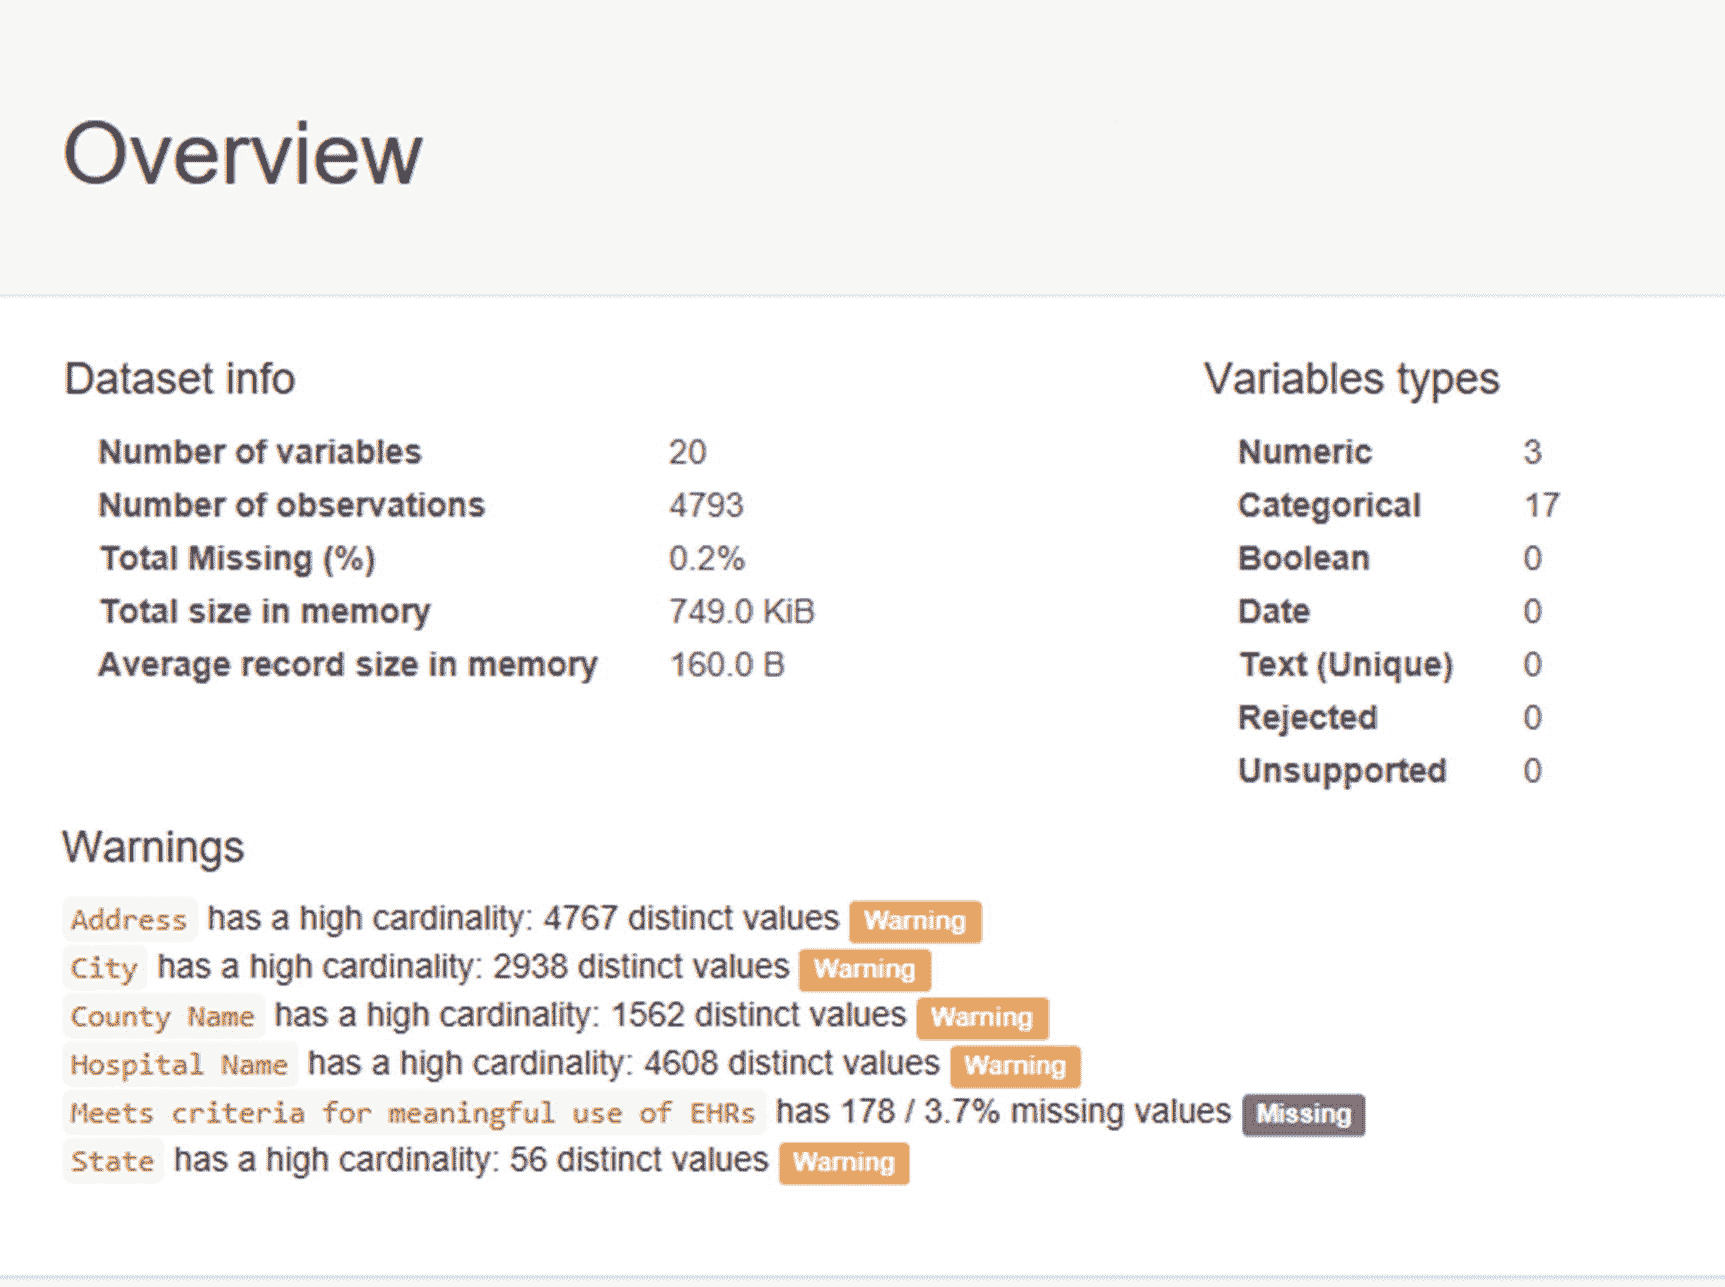 Overview
Dataset info
Number of variables 20
Number of observations 4793
Total Missing (%) 0.2%
Total size in memory 749.0 KiB
Average record size in memory 160.0 B
Variables types
Numeric 3
Categorical 17
Boolean 0
Date 0
Text (Unique) 0
Rejected 0
Unsupported 0
Warnings
Address has a high cardinality: 4767 distinct values Warning
City has a high cardinality: 2938 distinct values Warning
County Name has a high cardinality: 1562 distinct values Warning
Hospital Name has a high cardinality: 4608 distinct values Warning
Meets criteria for meaningful use of EHRs has 178 / 3.7% missing values Missing
State has a high cardinality: 56 distinct values Warning